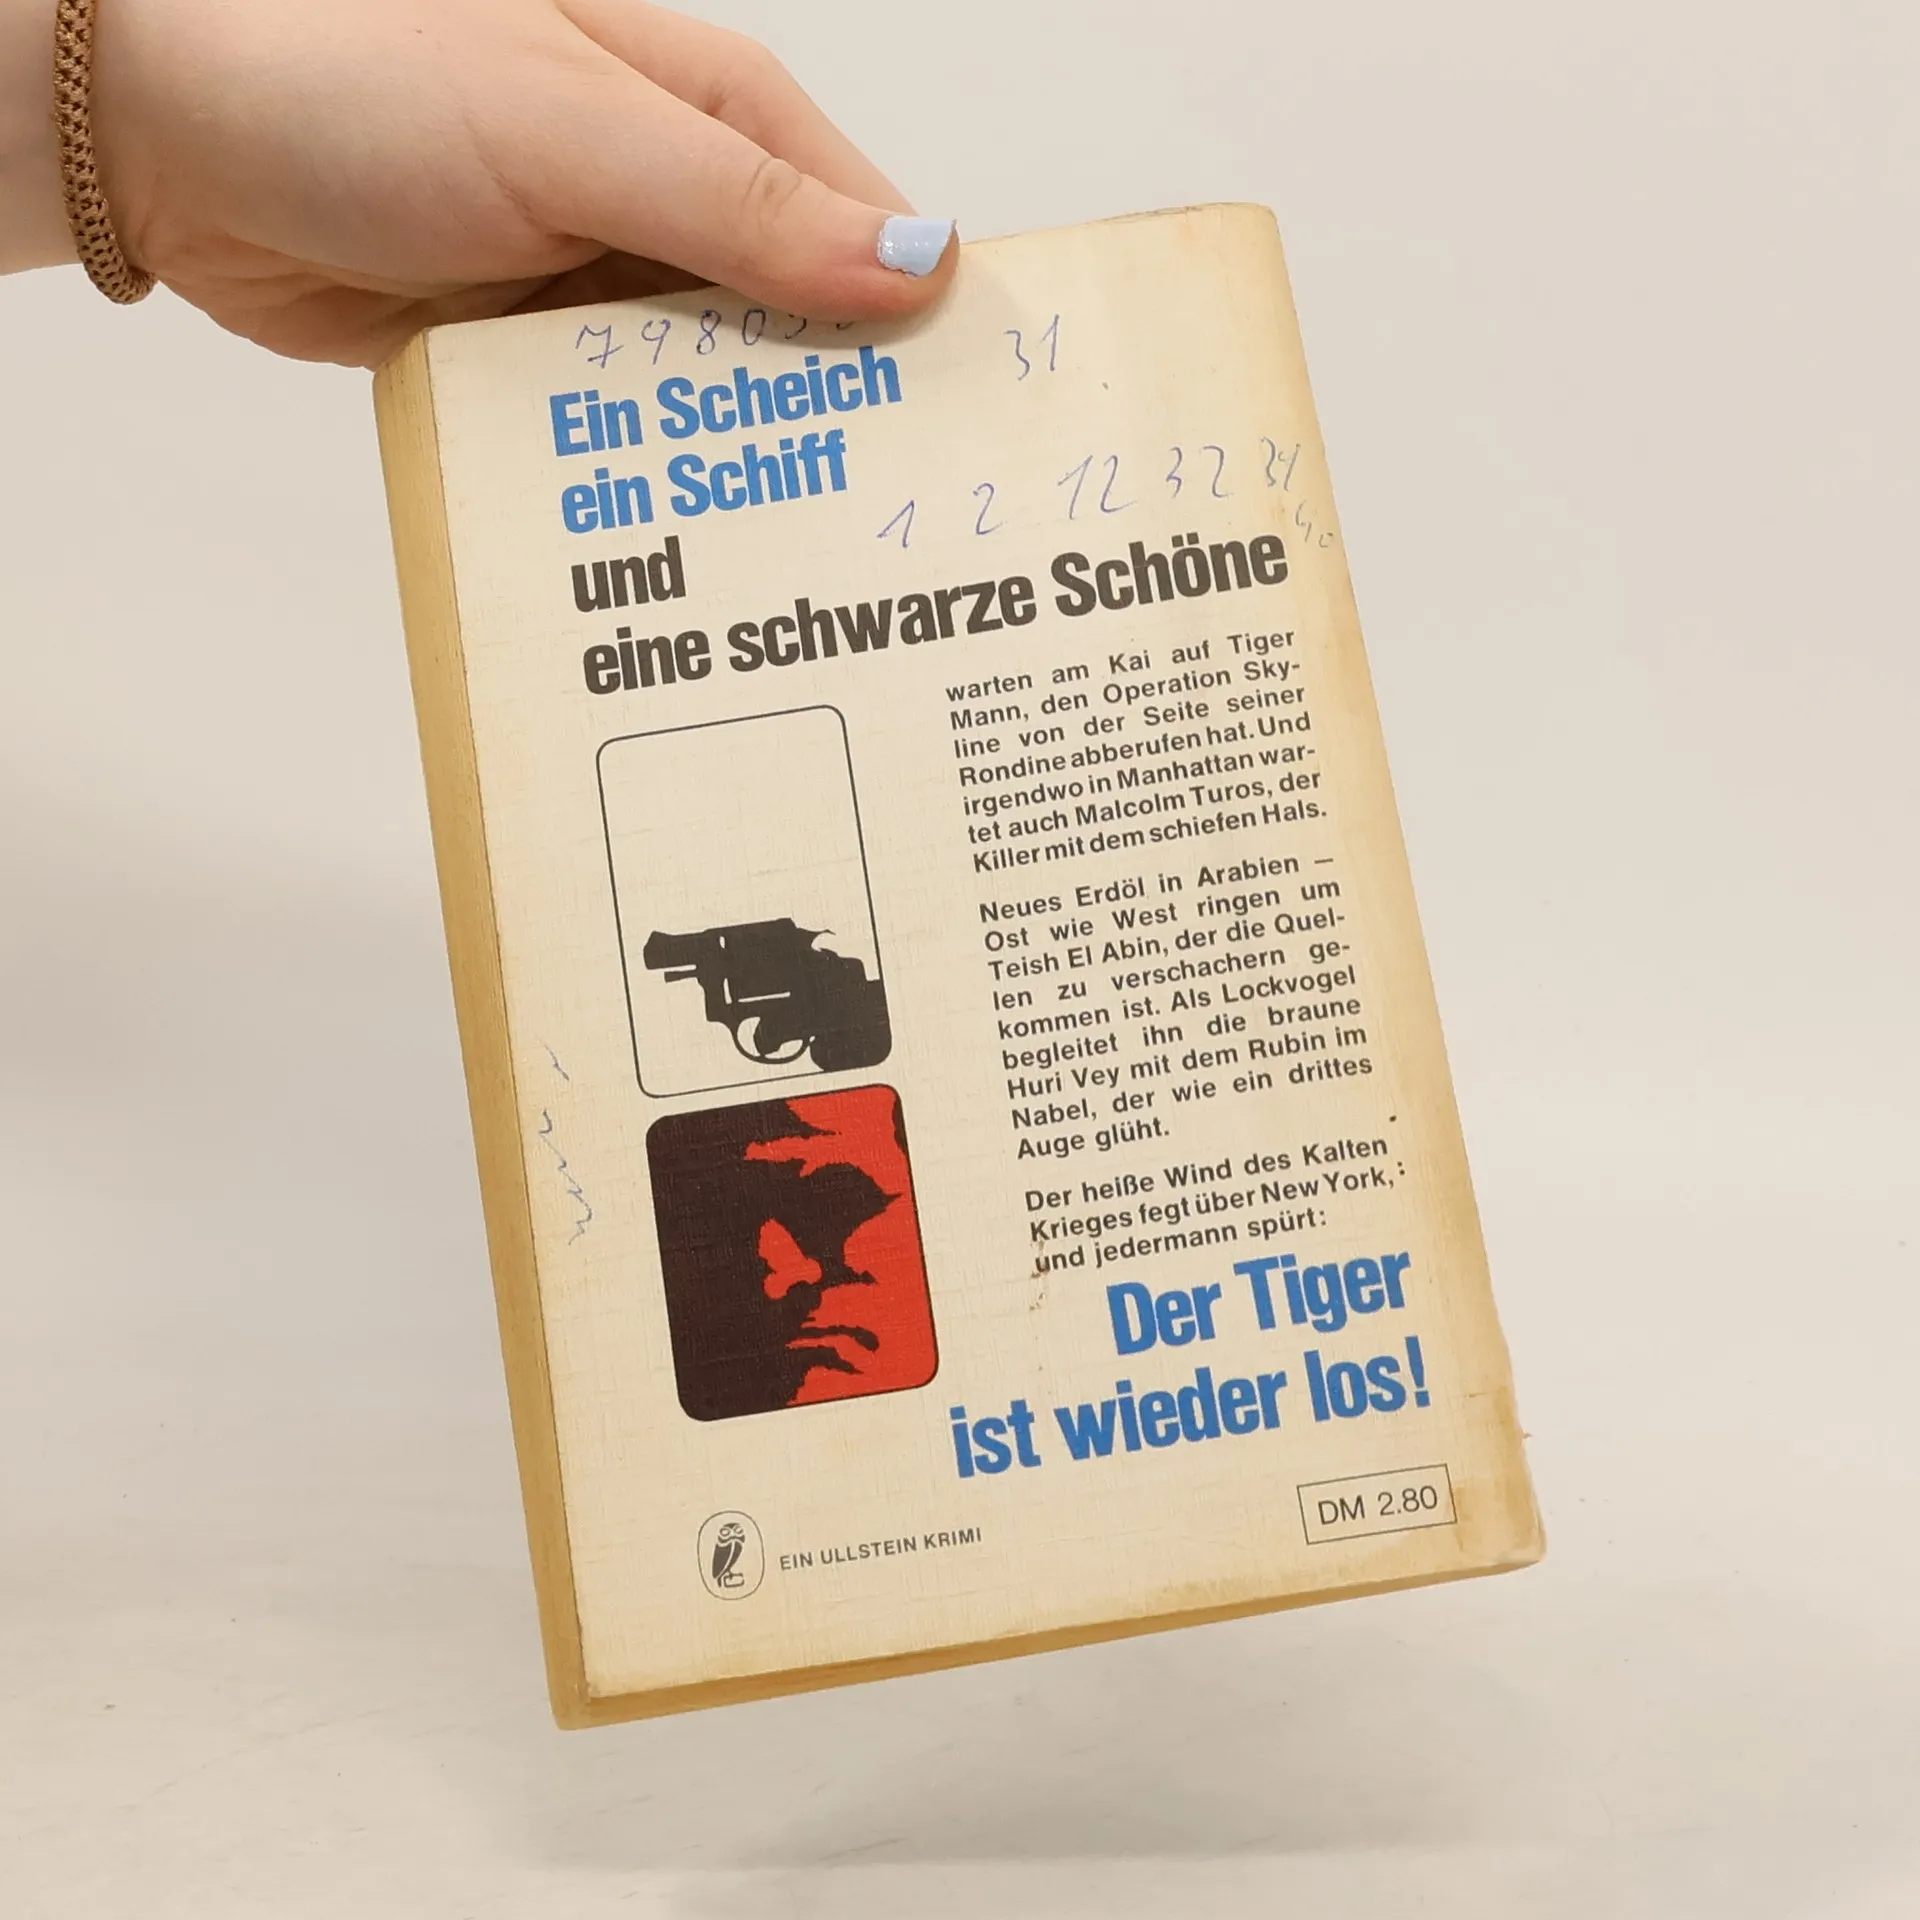 31
Ein Scheich
ein Schiff
1 2 12 32 34
und
eine schwarze Schöne
warten am Kai auf Tiger
Mann, den Operation Sky-
line von der Seite seiner
Rondine abberufen hat. Und
irgendwo in Manhattan war-
tet auch Malcolm Turos, der
Killer mit dem schiefen Hals.
Neues Erdöl in Arabien –
Ost wie West ringen um
Teish El Abin, der die Quel-
len zu verschachern ge-
kommen ist. Als Lockvogel
begleitet ihn die braune
Huri Vey mit dem Rubin im
Nabel, der wie ein drittes
Auge glüht.
Der heiße Wind des Kalten
Krieges fegt über New York,
und jedermann spürt:
Der Tiger
ist wieder los!
DM 2.80
EIN ULLSTEIN KRIMI